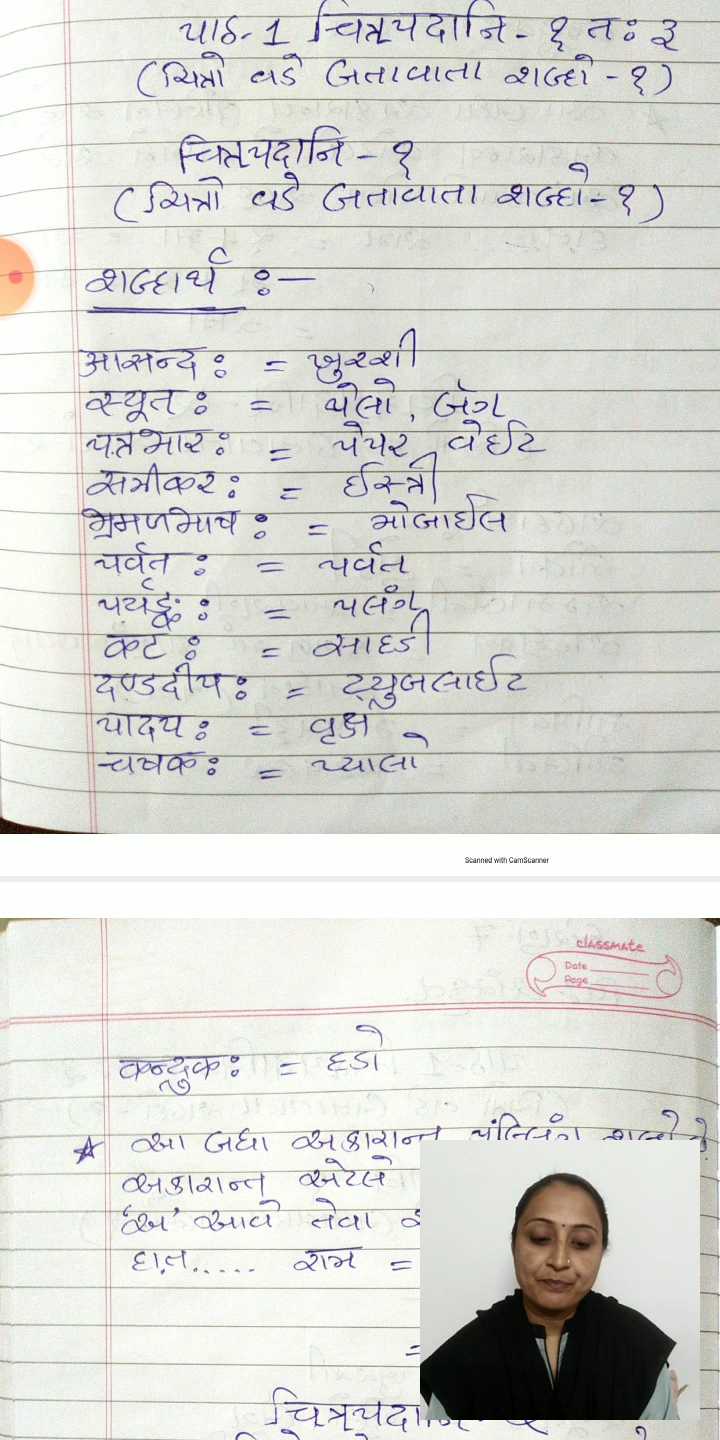 પાઠ-1 चित्रपदानि - १ तः ३
(ચિત્રો વડે બતાવાતા શબ્દો - १)
चित्रपदानि - १
(ચિત્રો વડે બતાવાતા શબ્દો- १)
શબ્દાર્થ :-
आसन्दः = ખુરશી
स्यूतः = થેલો, બૅગ
पत्रभारः = પેપર વેઈટ
समीकरः = ઈસ્ત્રી
भ्रमणभाषः = મોબાઈલ
पर्वतः = પર્વત
पर्यङ्कः = પલંગ
कटः = સાદડી
दण्डदीपः = ટ્યુબલાઈટ
पादपः = વૃક્ષ
चषकः = પ્યાલો
Scanned with CamScanner
classmate
Date
Page
कन्दुकः = દડો
★ આ બધા અકારાન્ત
અકારાન્ત એટલે
'અ' આવે તેવા
દા.ત..... राम =
=
चित्रपदानि -